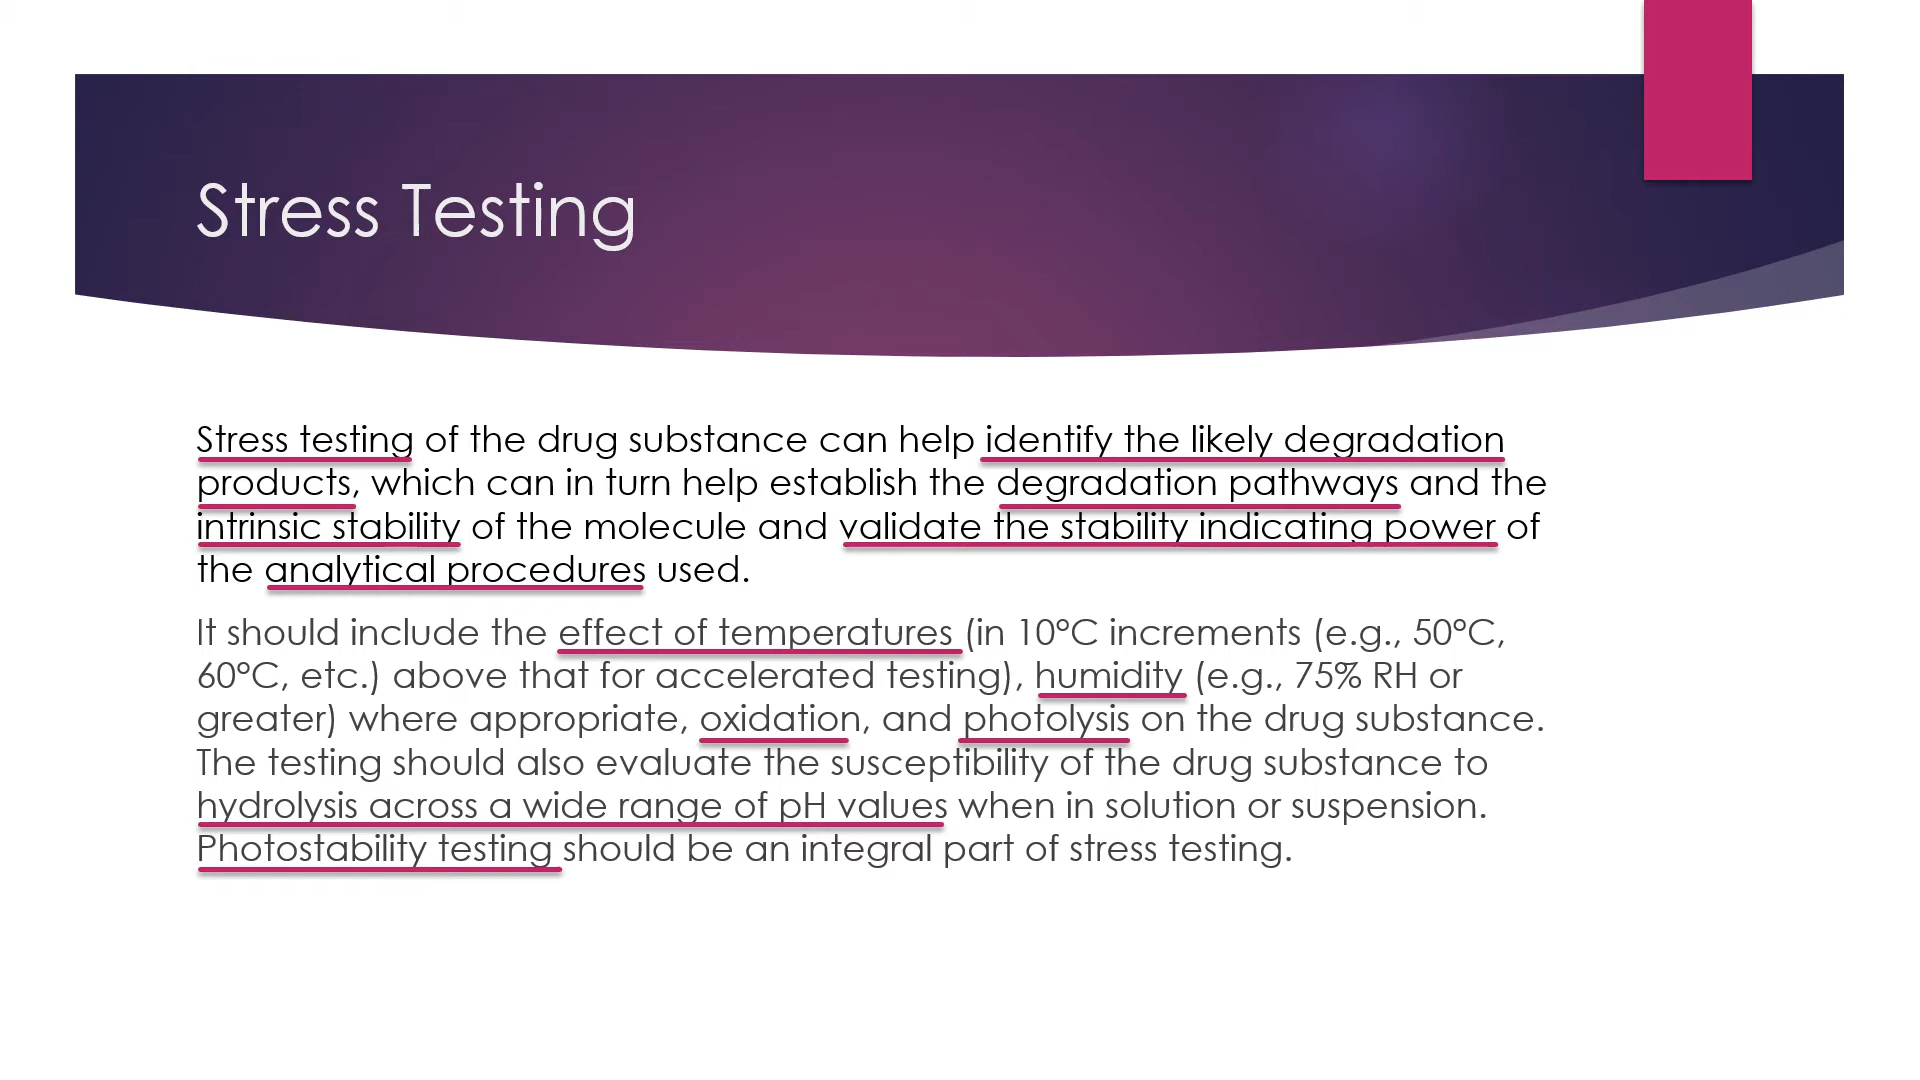 Stress Testing
Stress testing of the drug substance can help identify the likely degradation
products, which can in turn help establish the degradation pathways and the
intrinsic stability of the molecule and validate the stability indicating power of
the analytical procedures used.
It should include the effect of temperatures (in 10°C increments (e.g., 50°C,
60°C, etc.) above that for accelerated testing), humidity (e.g., 75% RH or
greater) where appropriate, oxidation, and photolysis on the drug substance.
The testing should also evaluate the susceptibility of the drug substance to
hydrolysis across a wide range of pH values when in solution or suspension.
Photostability testing should be an integral part of stress testing.